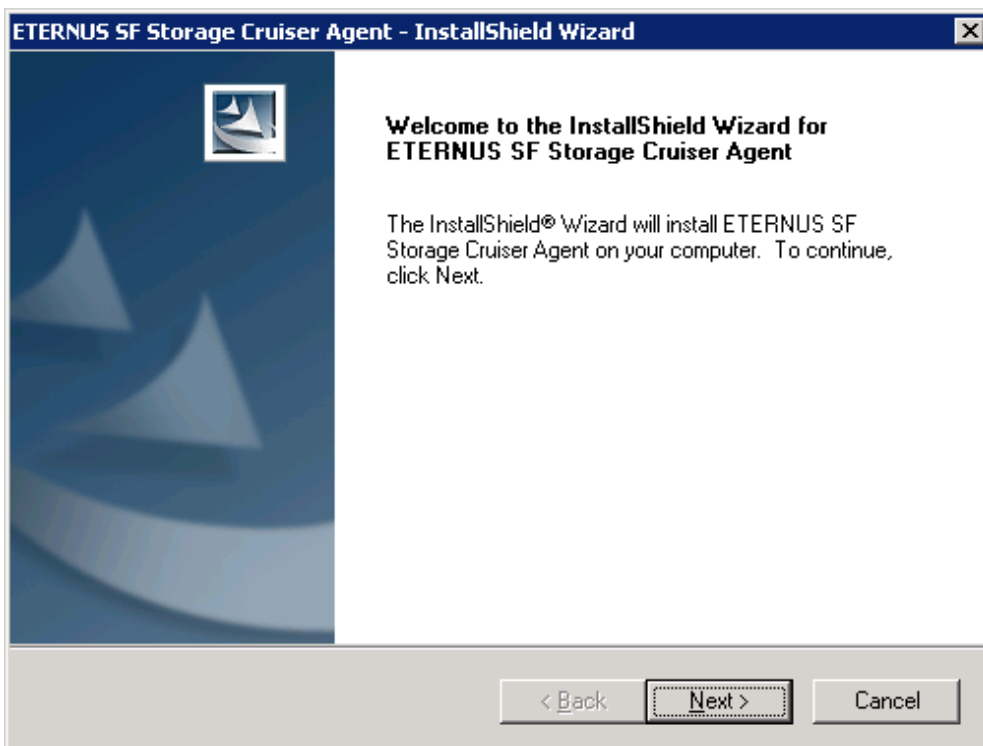 ETERNUS SF Storage Cruiser Agent - InstallShield Wizard
Welcome to the InstallShield Wizard for
ETERNUS SF Storage Cruiser Agent
The InstallShield® Wizard will install ETERNUS SF
Storage Cruiser Agent on your computer.  To continue,
click Next.
< Back
Next >
Cancel